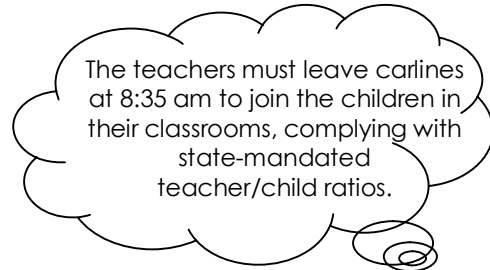 The teachers must leave carlines
at 8:35 am to join the children in
their classrooms, complying with
state-mandated
teacher/child ratios.